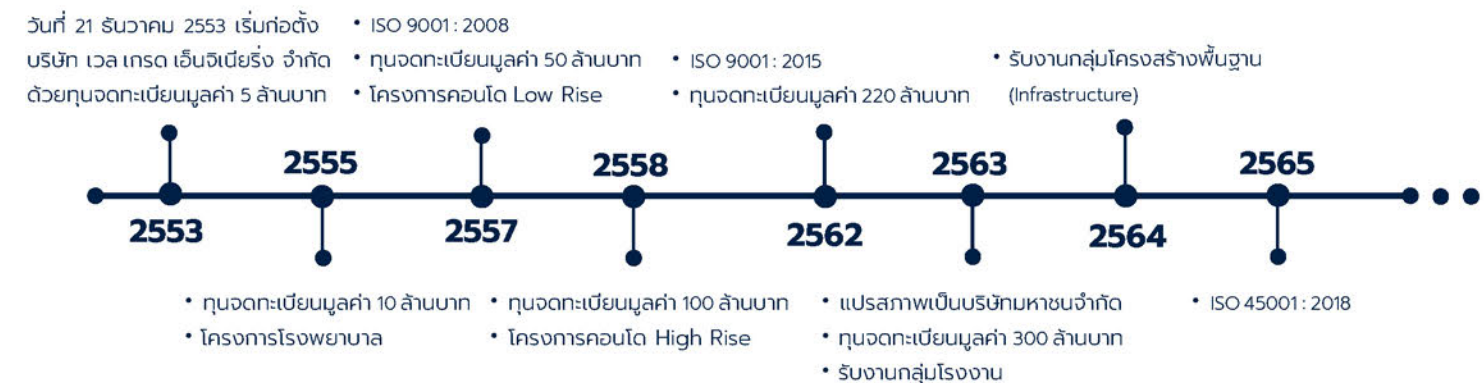 วันที่ 21 ธันวาคม 2553 เริ่มก่อตั้ง
บริษัท เวล เกรด เอ็นจิเนียริ่ง จำกัด
ด้วยทุนจดทะเบียนมูลค่า 5 ล้านบาท
• ISO 9001 : 2008
• ทุนจดทะเบียนมูลค่า 50 ล้านบาท
• โครงการคอนโด Low Rise
• ISO 9001 : 2015
• ทุนจดทะเบียนมูลค่า 220 ล้านบาท
• รับงานกลุ่มโครงสร้างพื้นฐาน
(Infrastructure)
2553
2555
2557
2558
2562
2563
2564
2565
• ทุนจดทะเบียนมูลค่า 10 ล้านบาท
• โครงการโรงพยาบาล
• ทุนจดทะเบียนมูลค่า 100 ล้านบาท
• โครงการคอนโด High Rise
• แปรสภาพเป็นบริษัทมหาชนจำกัด
• ทุนจดทะเบียนมูลค่า 300 ล้านบาท
• รับงานกลุ่มโรงงาน
• ISO 45001 : 2018